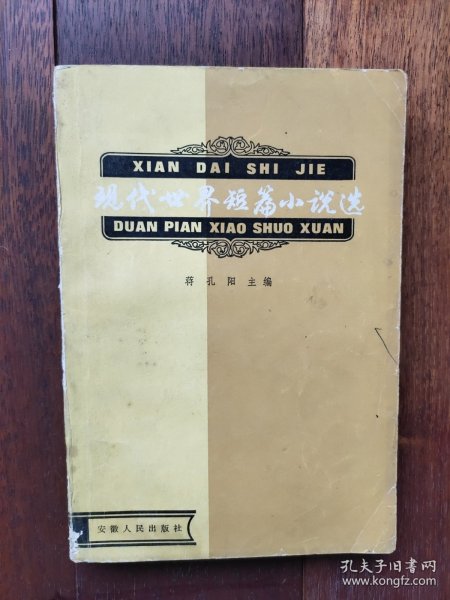 XIAN DAI SHI JIE
现代世界短篇小说选
DUAN PIAN XIAO SHUO XUAN
蒋孔阳主编
安徽人民出版社
孔夫子旧书网
www.kongfz.com